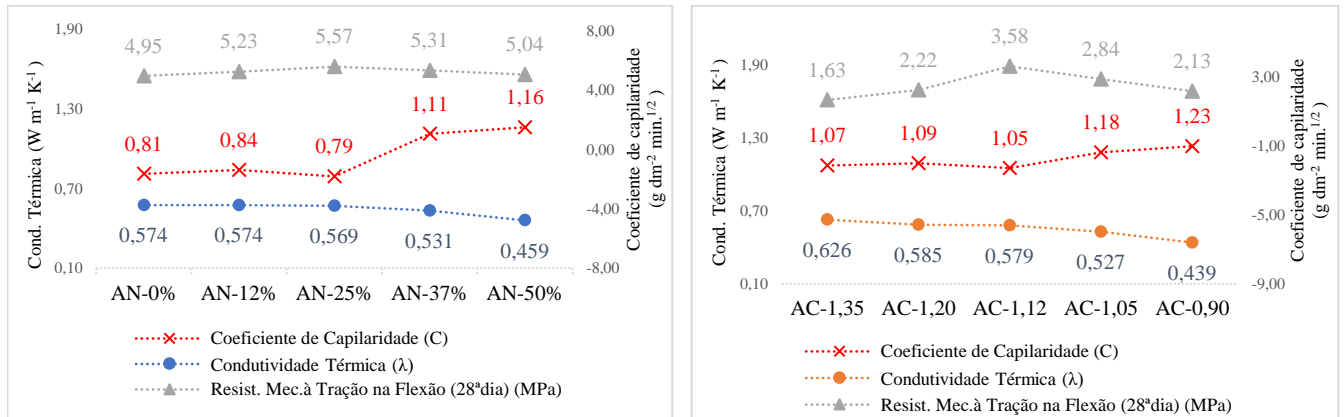 1,90
1,30
0,70
0,10
Cond. Térmica (W m-1 K-1)
4,95 5,23 5,57 5,31 5,04
0,81 0,84 0,79 1,11 1,16
0,574 0,574 0,569 0,531 0,459
AN-0% AN-12% AN-25% AN-37% AN-50%
8,00
4,00
0,00
-4,00
-8,00
Coeficiente de capilaridade
(g dm-2 min.1/2)
Coeficiente de Capilaridade (C)
Condutividade Térmica (λ)
Resist. Mec.à Tração na Flexão (28ªdia) (MPa)
1,90
1,30
0,70
0,10
Cond. Térmica (W m-1 K-1)
1,63 2,22 3,58 2,84 2,13
1,07 1,09 1,05 1,18 1,23
0,626 0,585 0,579 0,527 0,439
AC-1,35 AC-1,20 AC-1,12 AC-1,05 AC-0,90
3,00
-1,00
-5,00
-9,00
Coeficiente de capilaridade
(g dm-2 min.1/2)
Coeficiente de Capilaridade (C)
Condutividade Térmica (λ)
Resist. Mec.à Tração na Flexão (28ªdia) (MPa)